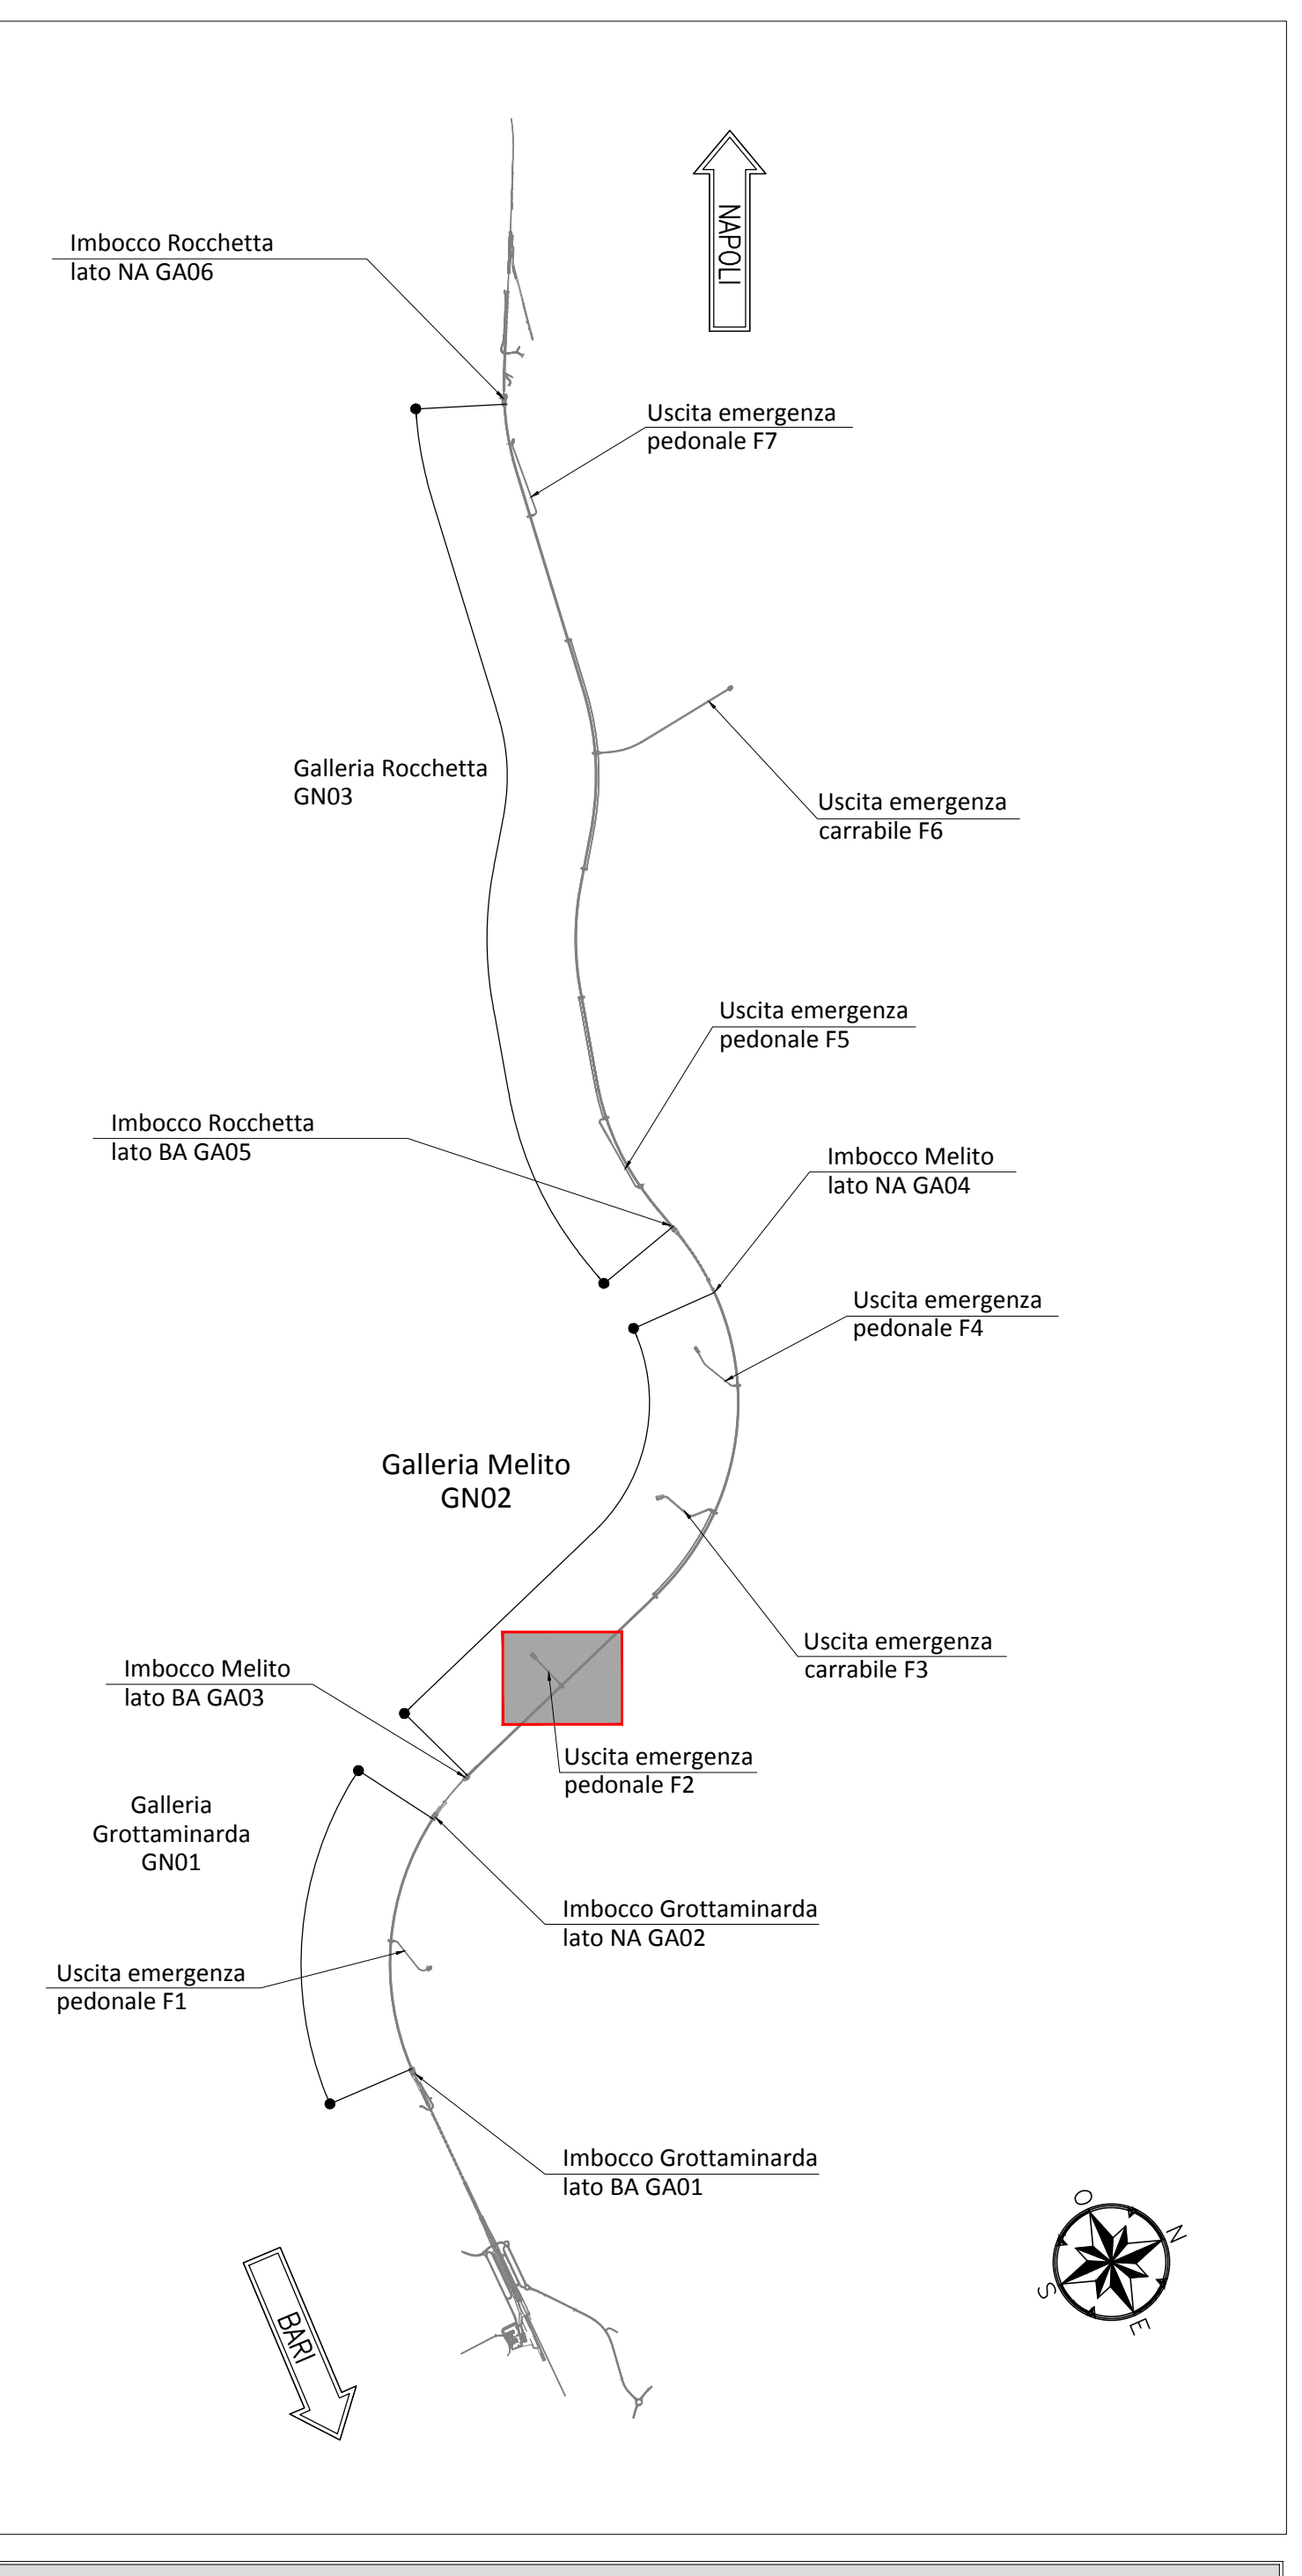 NAPOLI
Imbocco Rocchetta
lato NA GA06
Uscita emergenza
pedonale F7
Galleria Rocchetta
GN03
Uscita emergenza
carrabile F6
Uscita emergenza
pedonale F5
Imbocco Rocchetta
lato BA GA05
Imbocco Melito
lato NA GA04
Uscita emergenza
pedonale F4
Galleria Melito
GN02
Uscita emergenza
carrabile F3
Imbocco Melito
lato BA GA03
Uscita emergenza
pedonale F2
Galleria
Grottaminarda
GN01
Imbocco Grottaminarda
lato NA GA02
Uscita emergenza
pedonale F1
Imbocco Grottaminarda
lato BA GA01
O
N
S
E
BARI